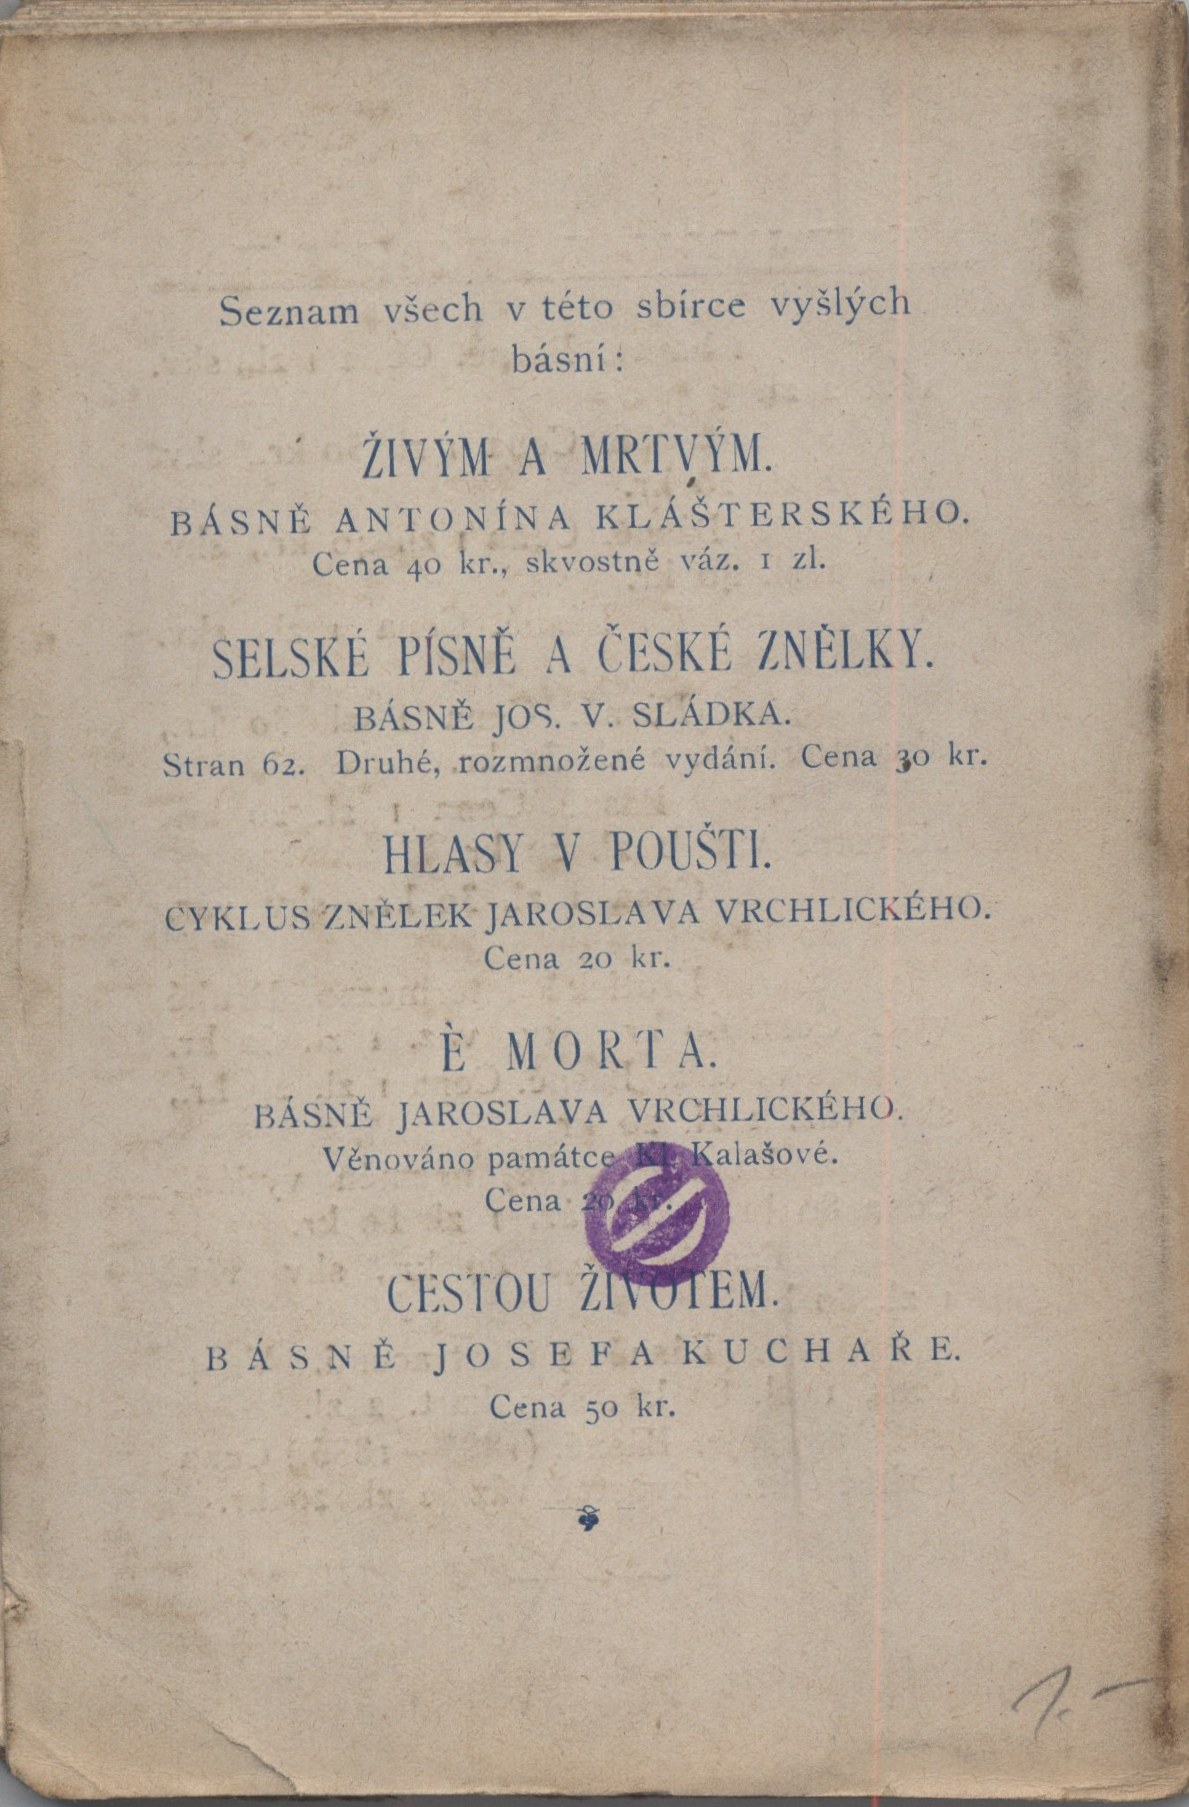 Seznam všech v této sbírce vyšlých
básní:
ŽIVÝM A MRTVÝM.
BÁSNĚ ANTONÍNA KLÁŠTERSKÉHO.
Cena 40 kr., skvostně váz. 1 zl.
SELSKÉ PÍSNĚ A ČESKÉ ZNĚLKY.
BÁSNĚ JOS. V. SLÁDKA.
Stran 62. Druhé, rozmnožené vydání. Cena 30 kr.
HLASY V POUŠTI.
CYKLUS ZNĚLEK JAROSLAVA VRCHLICKÉHO.
Cena 20 kr.
È MORTA.
BÁSNĚ JAROSLAVA VRCHLICKÉHO.
Věnováno památce Kl. Kalašové.
Cena 20 kr.
CESTOU ŽIVOTEM.
BÁSNĚ JOSEFA KUCHAŘE.
Cena 50 kr.
1.–